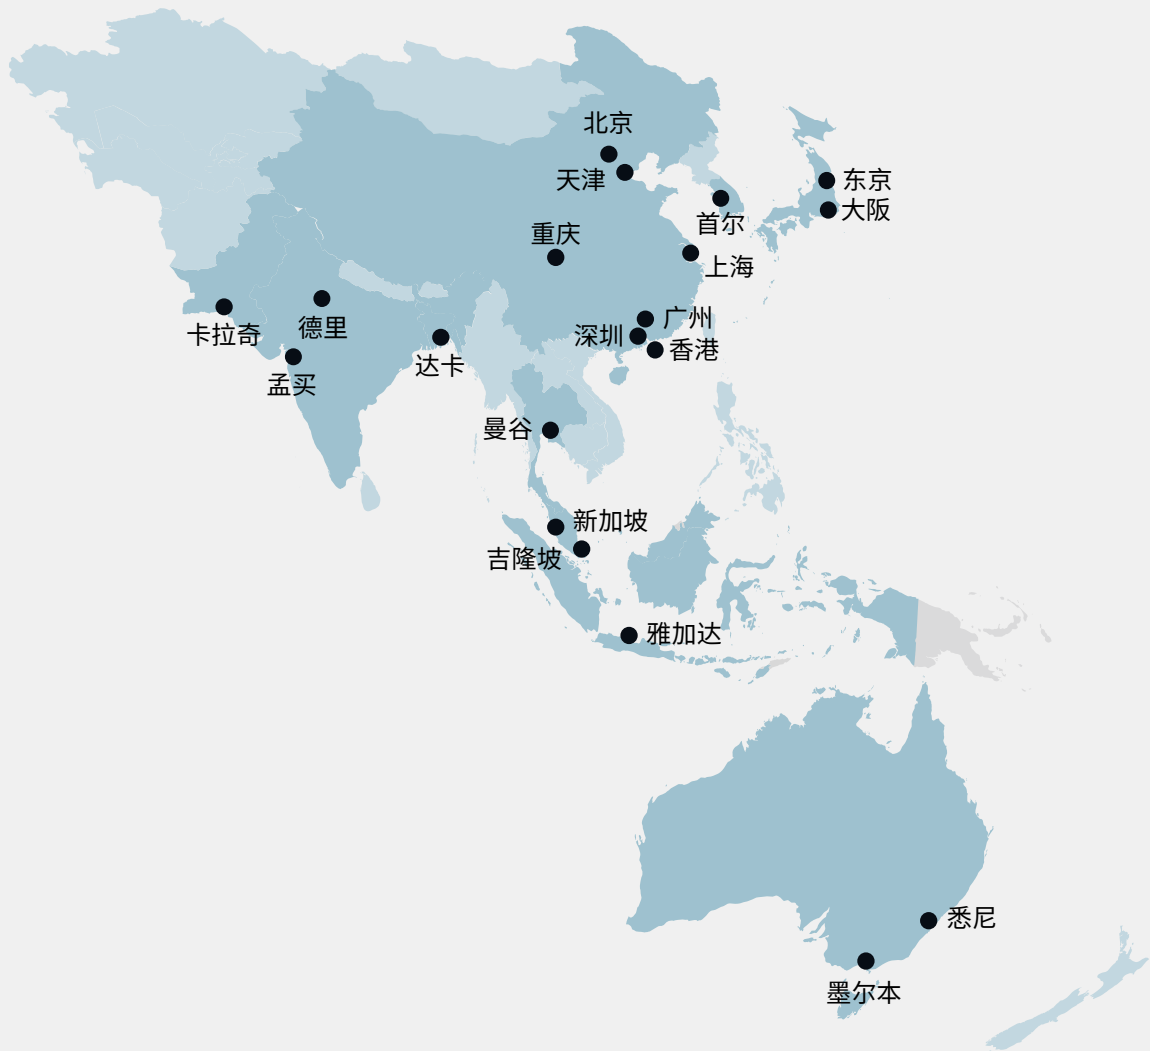 北京
天津
东京
大阪
首尔
重庆
上海
卡拉奇
德里
广州
深圳
香港
达卡
孟买
曼谷
新加坡
吉隆坡
雅加达
悉尼
墨尔本